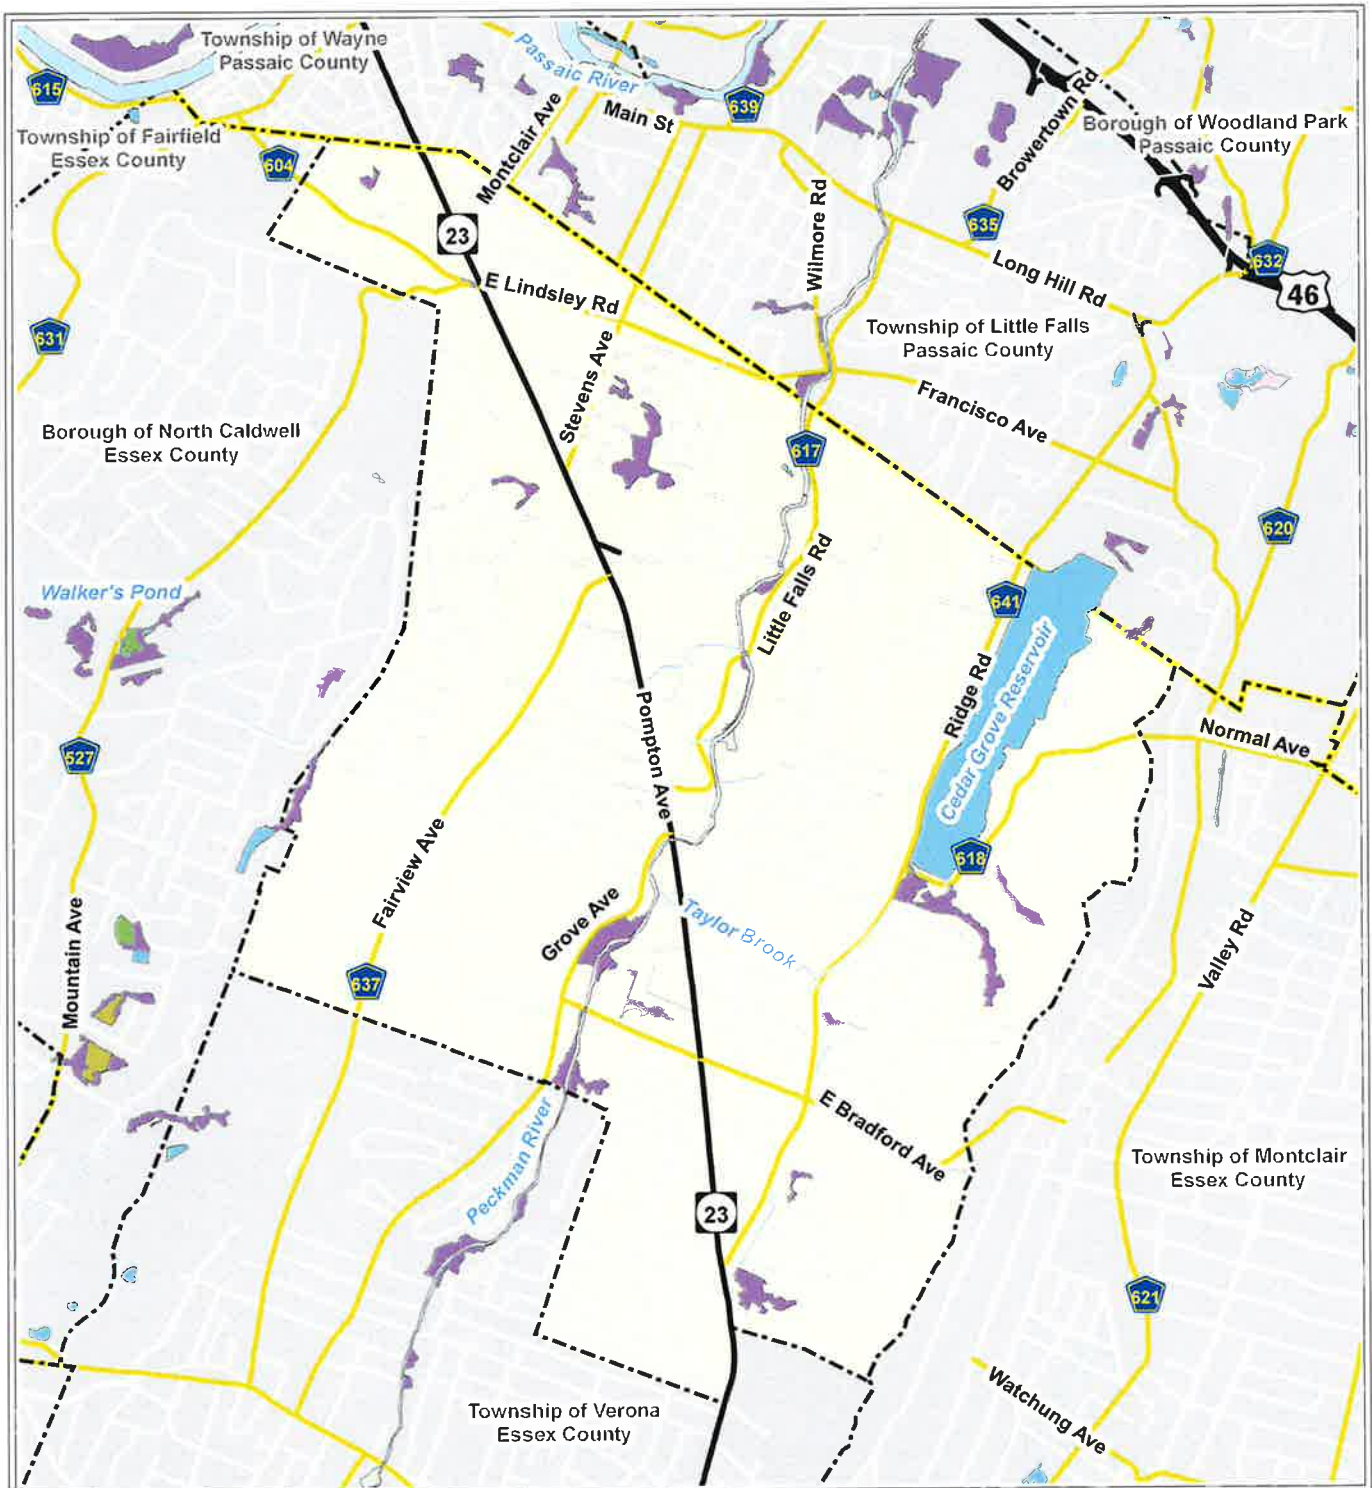 Township of Wayne
Passaic County
Passaic River
615
639
Main St
Montclair Ave
Browertown Rd
Borough of Woodland Park
Passaic County
Township of Fairfield
Essex County
604
Wilmore Rd
635
23
632
Long Hill Rd
46
E Lindsley Rd
631
Township of Little Falls
Passaic County
Stevens Ave
Francisco Ave
Borough of North Caldwell
Essex County
617
620
Little Falls Rd
Walker's Pond
641
Ridge Rd
Cedar Grove Reservoir
Pompton Ave
Normal Ave
527
Fairview Ave
618
Mountain Ave
Grove Ave
Taylor Brook
Valley Rd
637
E Bradford Ave
Peckman River
Township of Montclair
Essex County
23
621
Watchung Ave
Township of Verona
Essex County